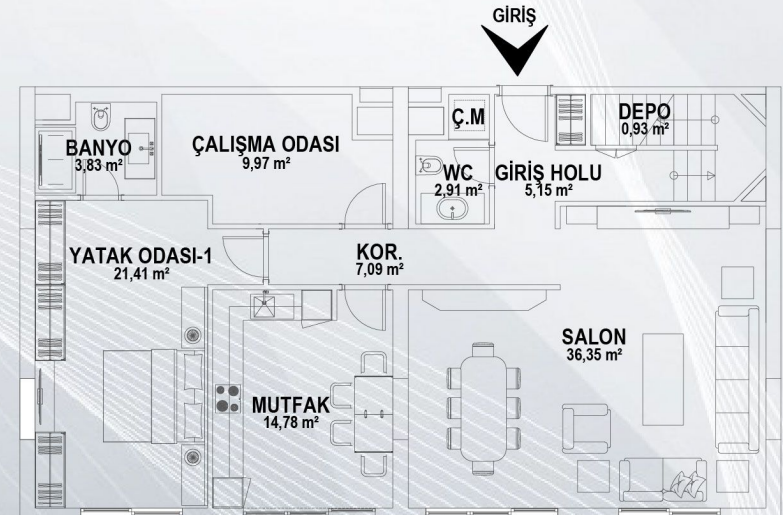 GİRİŞ
DEPO
0,93 m²
Ç.M
BANYO
3,83 m²
ÇALIŞMA ODASI
9,97 m²
WC
2,91 m²
GİRİŞ HOLU
5,15 m²
YATAK ODASI-1
21,41 m²
KOR.
7,09 m²
SALON
36,35 m²
MUTFAK
14,78 m²